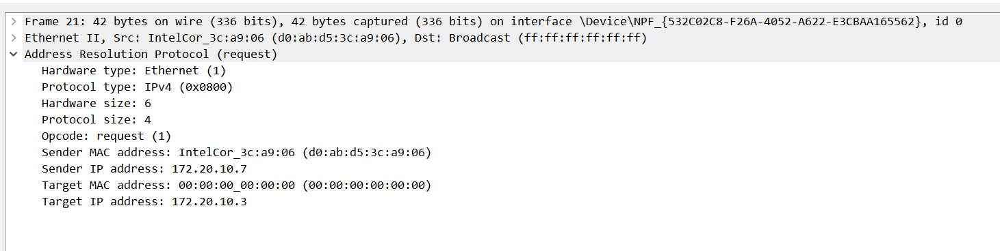 Frame 21: 42 bytes on wire (336 bits), 42 bytes captured (336 bits) on interface \Device\NPF_{532C02C8-F26A-4052-A622-E3CBAA165562}, id 0
Ethernet II, Src: IntelCor_3c:a9:06 (d0:ab:d5:3c:a9:06), Dst: Broadcast (ff:ff:ff:ff:ff:ff)
Address Resolution Protocol (request)
Hardware type: Ethernet (1)
Protocol type: IPv4 (0x0800)
Hardware size: 6
Protocol size: 4
Opcode: request (1)
Sender MAC address: IntelCor_3c:a9:06 (d0:ab:d5:3c:a9:06)
Sender IP address: 172.20.10.7
Target MAC address: 00:00:00_00:00:00 (00:00:00:00:00:00)
Target IP address: 172.20.10.3